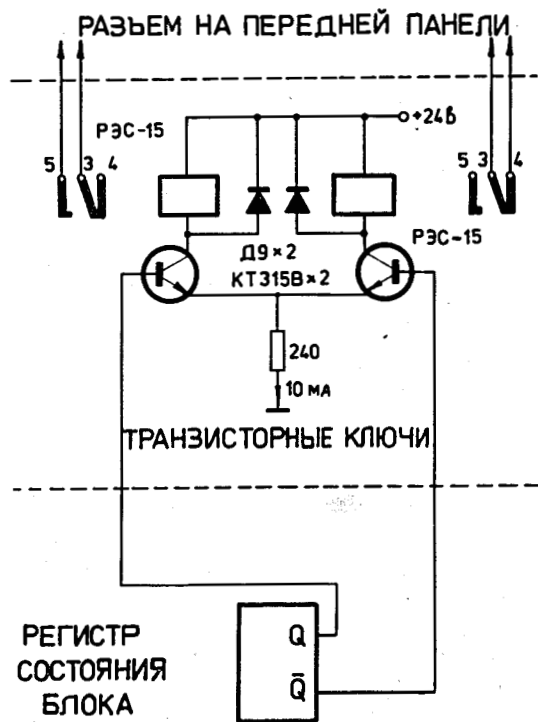 РАЗЪЕМ НА ПЕРЕДНЕЙ ПАНЕЛИ
РЭС-15
+24В
5 3 4
5 3 4
РЭС-15
Д9×2
КТ315В×2
240
10 МА
ТРАНЗИСТОРНЫЕ КЛЮЧИ
Q
Q̄
РЕГИСТР
СОСТОЯНИЯ
БЛОКА